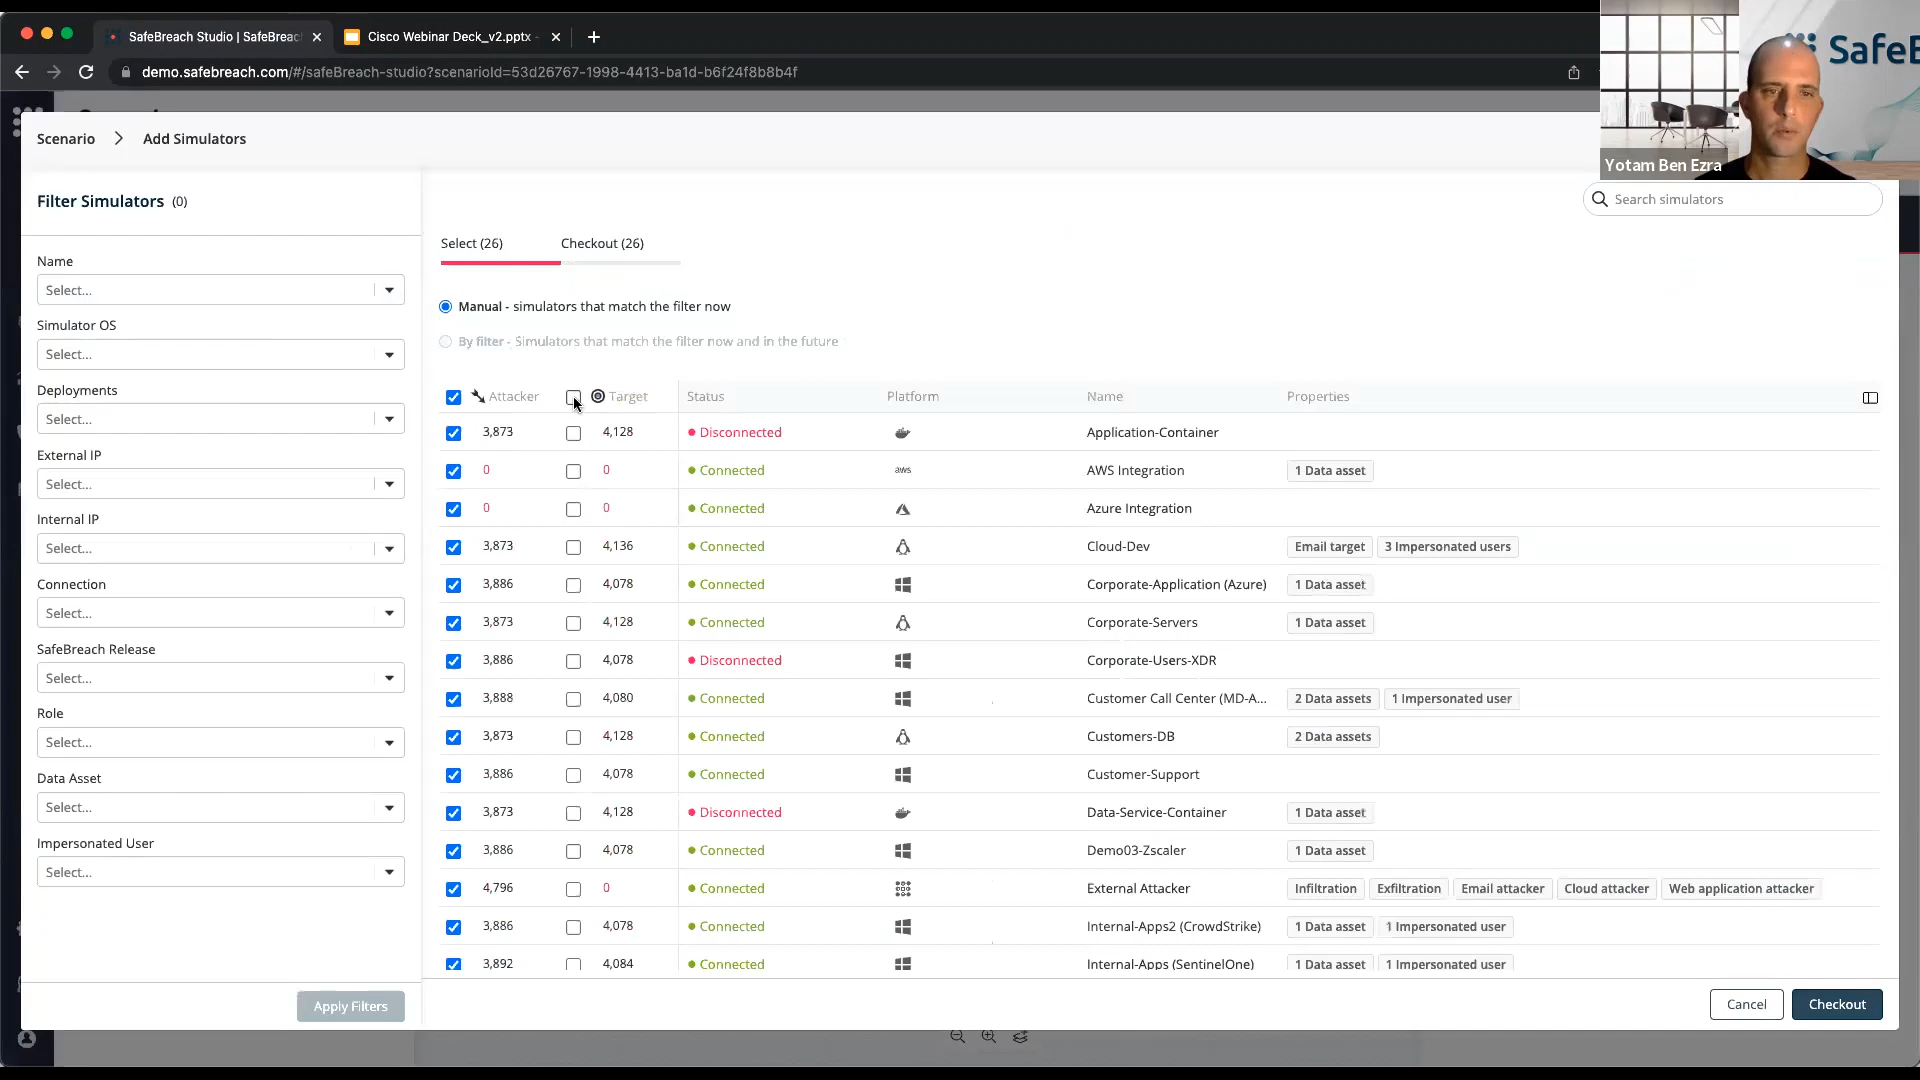 SafeBreach Studio | SafeBreac
Cisco Webinar Deck_v2.pptx -
demo.safebreach.com/#/safeBreach-studio?scenarioId=53d26767-1998-4413-ba1d-b6f24f8b8b4f
SafeB
Yotam Ben Ezra
Scenario > Add Simulators
Filter Simulators (0)
Search simulators
Select (26) Checkout (26)
Manual - simulators that match the filter now
By filter - Simulators that match the filter now and in the future
Name
Select...
Simulator OS
Select...
Deployments
Select...
External IP
Select...
Internal IP
Select...
Connection
Select...
SafeBreach Release
Select...
Role
Select...
Data Asset
Select...
Impersonated User
Select...
Apply Filters
Attacker Target Status Platform Name Properties
3,873 4,128 Disconnected Application-Container
0 0 Connected aws AWS Integration 1 Data asset
0 0 Connected Azure Integration
3,873 4,136 Connected Cloud-Dev Email target 3 Impersonated users
3,886 4,078 Connected Corporate-Application (Azure) 1 Data asset
3,873 4,128 Connected Corporate-Servers 1 Data asset
3,886 4,078 Disconnected Corporate-Users-XDR
3,888 4,080 Connected Customer Call Center (MD-A... 2 Data assets 1 Impersonated user
3,873 4,128 Connected Customers-DB 2 Data assets
3,886 4,078 Connected Customer-Support
3,873 4,128 Disconnected Data-Service-Container 1 Data asset
3,886 4,078 Connected Demo03-Zscaler 1 Data asset
4,796 0 Connected External Attacker Infiltration Exfiltration Email attacker Cloud attacker Web application attacker
3,886 4,078 Connected Internal-Apps2 (CrowdStrike) 1 Data asset 1 Impersonated user
3,892 4,084 Connected Internal-Apps (SentinelOne) 1 Data asset 1 Impersonated user
Cancel Checkout